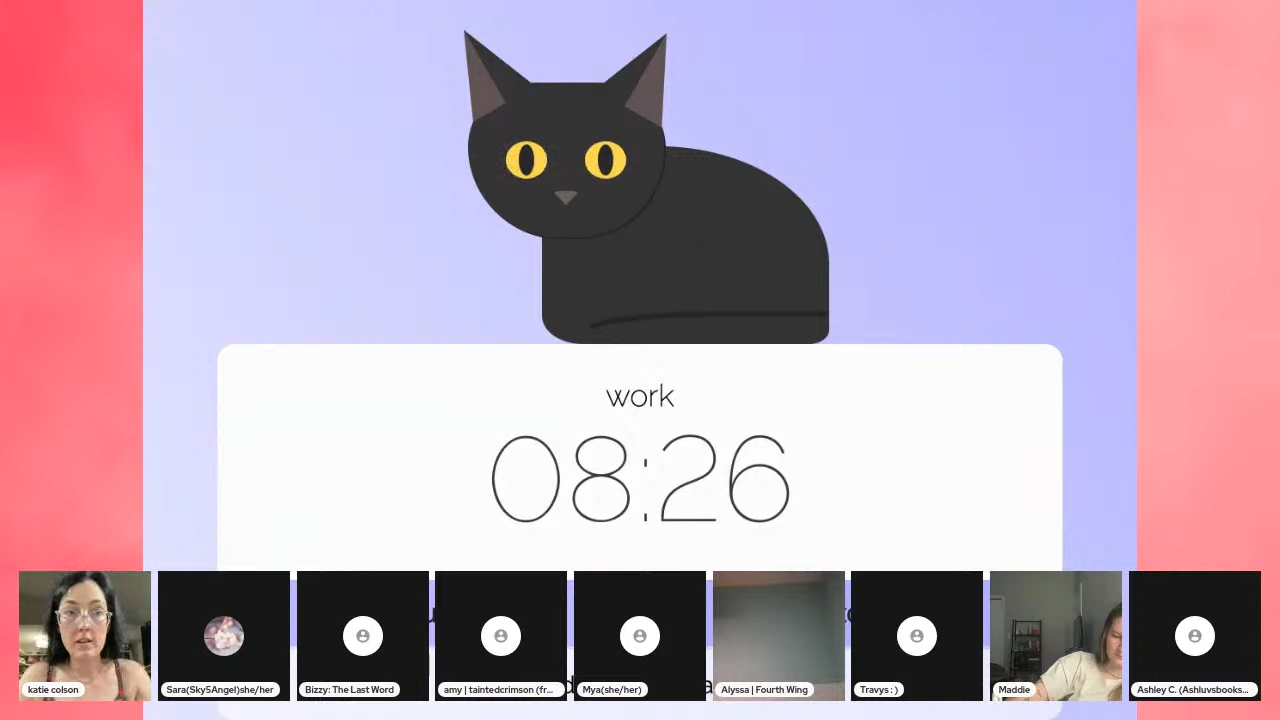 work
08:26
katie colson
Sara(Sky5Angel)she/her
Bizzy: The Last Word
amy | taintedcrimson (fr...
Mya(she/her)
Alyssa | Fourth Wing
Travys : )
Maddie
Ashley C. (Ashluvsbooks...